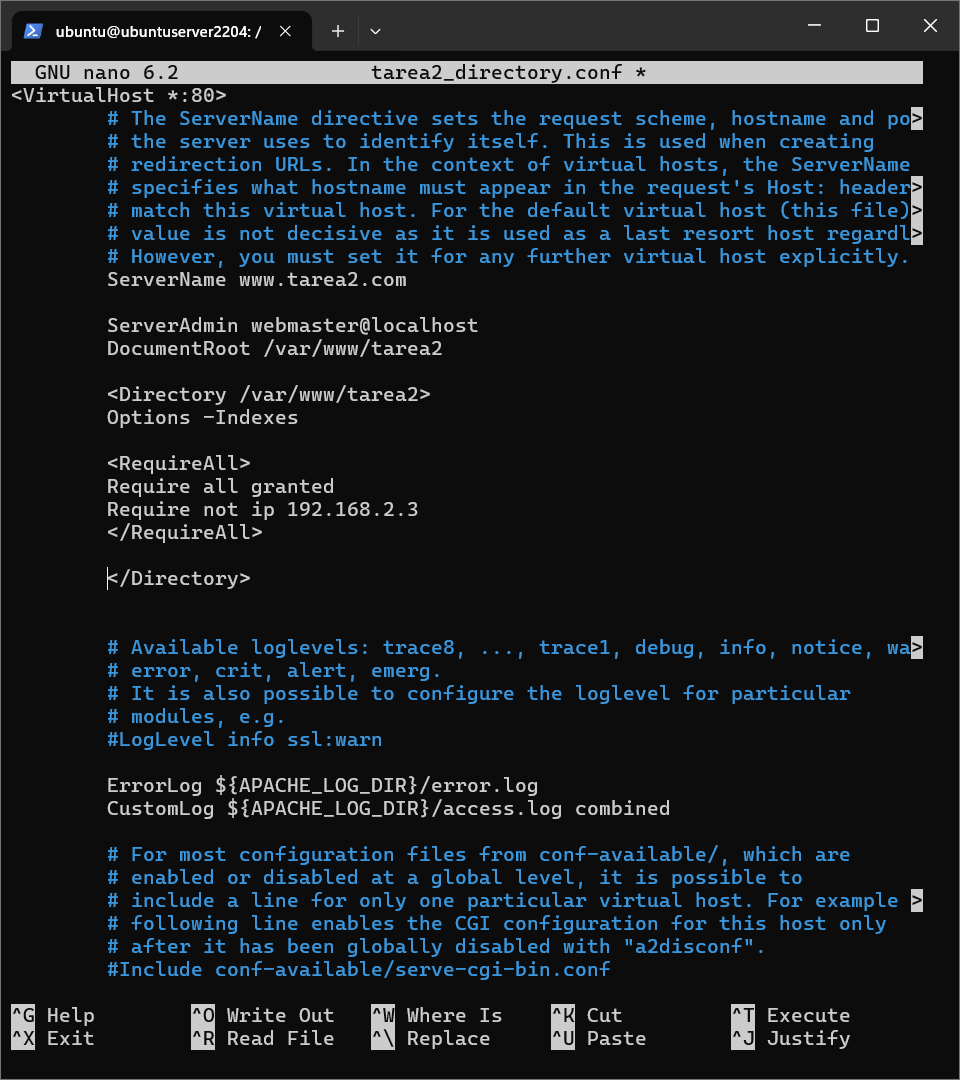 ubuntu@ubuntuserver2204: /
GNU nano 6.2 tarea2_directory.conf *
<VirtualHost *:80>
# The ServerName directive sets the request scheme, hostname and po>
# the server uses to identify itself. This is used when creating
# redirection URLs. In the context of virtual hosts, the ServerName
# specifies what hostname must appear in the request's Host: header>
# match this virtual host. For the default virtual host (this file)>
# value is not decisive as it is used as a last resort host regardl>
# However, you must set it for any further virtual host explicitly.
ServerName www.tarea2.com
ServerAdmin webmaster@localhost
DocumentRoot /var/www/tarea2
<Directory /var/www/tarea2>
Options -Indexes
<RequireAll>
Require all granted
Require not ip 192.168.2.3
</RequireAll>
</Directory>
# Available loglevels: trace8, ..., trace1, debug, info, notice, wa>
# error, crit, alert, emerg.
# It is also possible to configure the loglevel for particular
# modules, e.g.
#LogLevel info ssl:warn
ErrorLog ${APACHE_LOG_DIR}/error.log
CustomLog ${APACHE_LOG_DIR}/access.log combined
# For most configuration files from conf-available/, which are
# enabled or disabled at a global level, it is possible to
# include a line for only one particular virtual host. For example >
# following line enables the CGI configuration for this host only
# after it has been globally disabled with "a2disconf".
#Include conf-available/serve-cgi-bin.conf
^G Help ^O Write Out ^W Where Is ^K Cut ^T Execute
^X Exit ^R Read File ^\ Replace ^U Paste ^J Justify